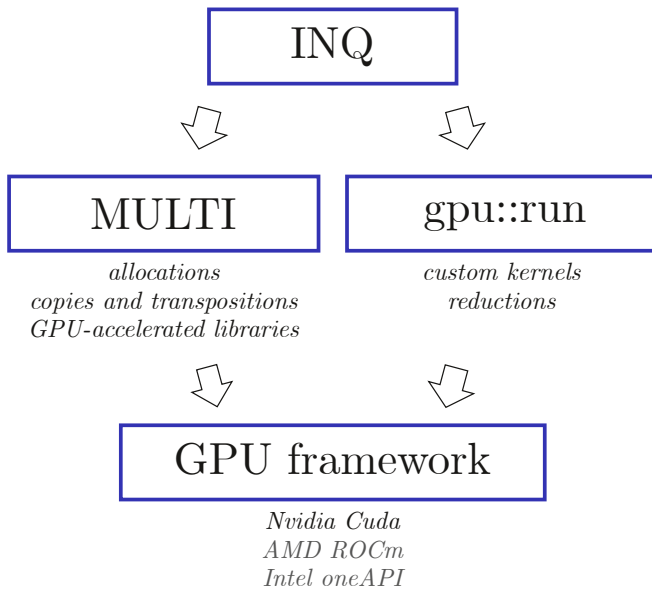 INQ
MULTI
gpu::run
allocations
copies and transpositions
GPU-accelerated libraries
custom kernels
reductions
GPU framework
Nvidia Cuda
AMD ROCm
Intel oneAPI